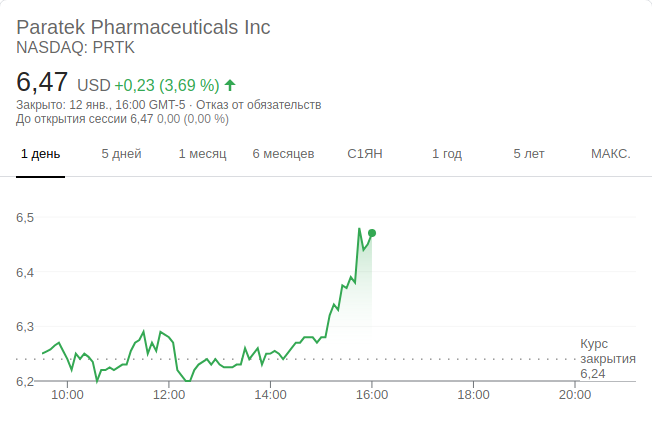 Paratek Pharmaceuticals Inc
NASDAQ: PRTK
6,47 USD +0,23 (3,69 %)
Закрыто: 12 янв., 16:00 GMT-5 · Отказ от обязательств
До открытия сессии 6,47 0,00 (0,00 %)
1 день 5 дней 1 месяц 6 месяцев С1ЯН 1 год 5 лет МАКС.
6,5
6,4
6,3
6,2
Курс
закрытия
6,24
10:00 12:00 14:00 16:00 18:00 20:00